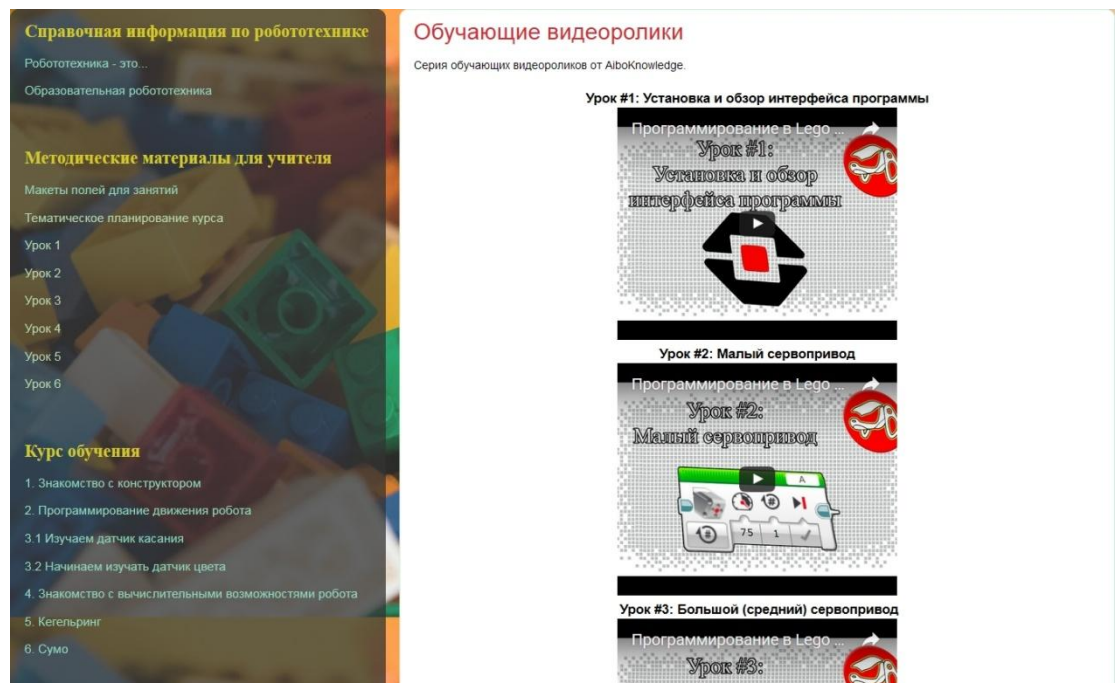 Справочная информация по робототехнике
Робототехника - это...
Образовательная робототехника
Методические материалы для учителя
Макеты полей для занятий
Тематическое планирование курса
Урок 1
Урок 2
Урок 3
Урок 4
Урок 5
Урок 6
Курс обучения
1. Знакомство с конструктором
2. Программирование движения робота
3.1 Изучаем датчик касания
3.2 Начинаем изучать датчик цвета
4. Знакомство с вычислительными возможностями робота
5. Кегельринг
6. Сумо
Обучающие видеоролики
Серия обучающих видеороликов от AiboKnowledge.
Урок #1: Установка и обзор интерфейса программы
Программирование в Lego ...
Урок #1:
Установка и обзор
интерфейса программы
Урок #2: Малый сервопривод
Программирование в Lego ...
Урок #2:
Малый сервопривод
A
#
#
75 1
Урок #3: Большой (средний) сервопривод
Программирование в Lego ...
Урок #3: